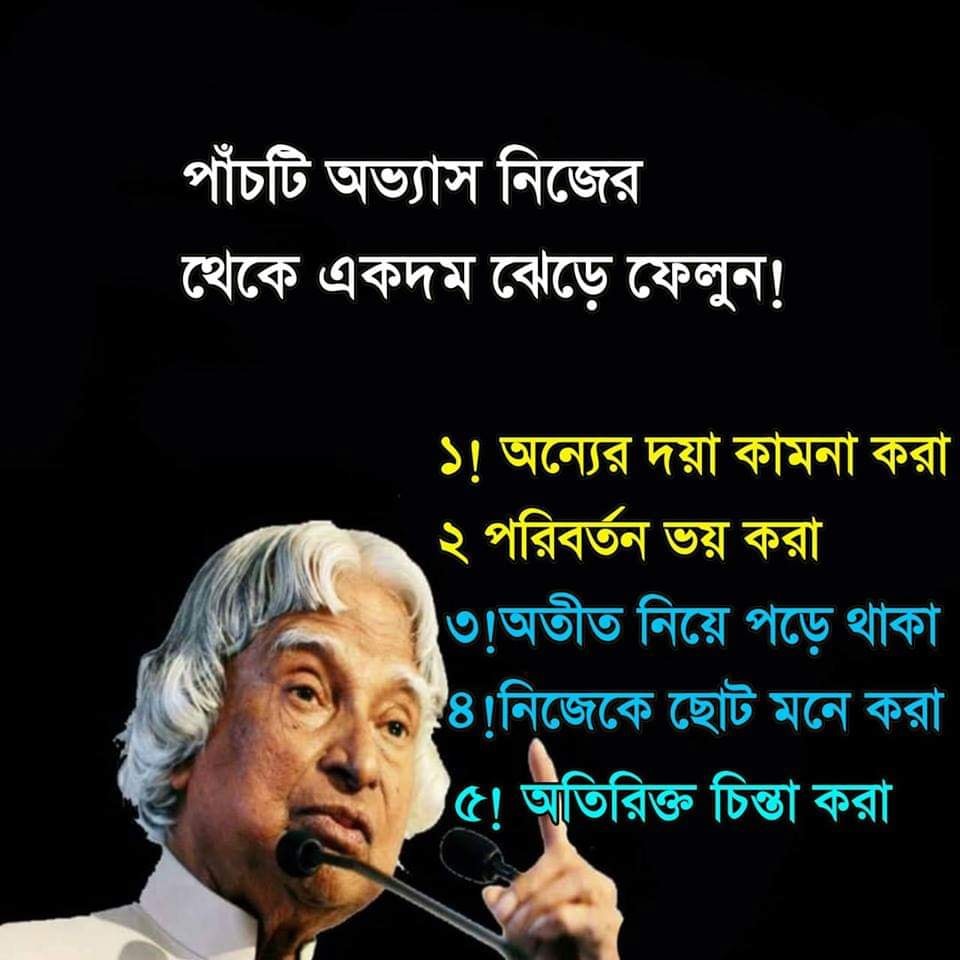 পাঁচটি অভ্যাস নিজের
থেকে একদম ঝেড়ে ফেলুন!
১! অন্যের দয়া কামনা করা
২ পরিবর্তন ভয় করা
৩!অতীত নিয়ে পড়ে থাকা
৪!নিজেকে ছোট মনে করা
৫! অতিরিক্ত চিন্তা করা